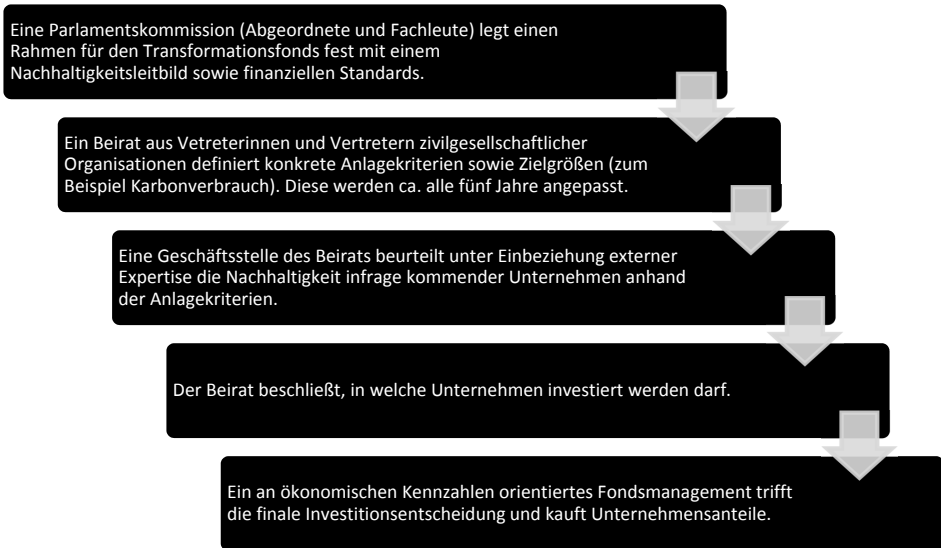 Eine Parlamentskommission (Abgeordnete und Fachleute) legt einen
Rahmen für den Transformationsfonds fest mit einem
Nachhaltigkeitsleitbild sowie finanziellen Standards.
Ein Beirat aus Vetreterinnen und Vertretern zivilgesellschaftlicher
Organisationen definiert konkrete Anlagekriterien sowie Zielgrößen (zum
Beispiel Karbonverbrauch). Diese werden ca. alle fünf Jahre angepasst.
Eine Geschäftsstelle des Beirats beurteilt unter Einbeziehung externer
Expertise die Nachhaltigkeit infrage kommender Unternehmen anhand
der Anlagekriterien.
Der Beirat beschließt, in welche Unternehmen investiert werden darf.
Ein an ökonomischen Kennzahlen orientiertes Fondsmanagement trifft
die finale Investitionsentscheidung und kauft Unternehmensanteile.